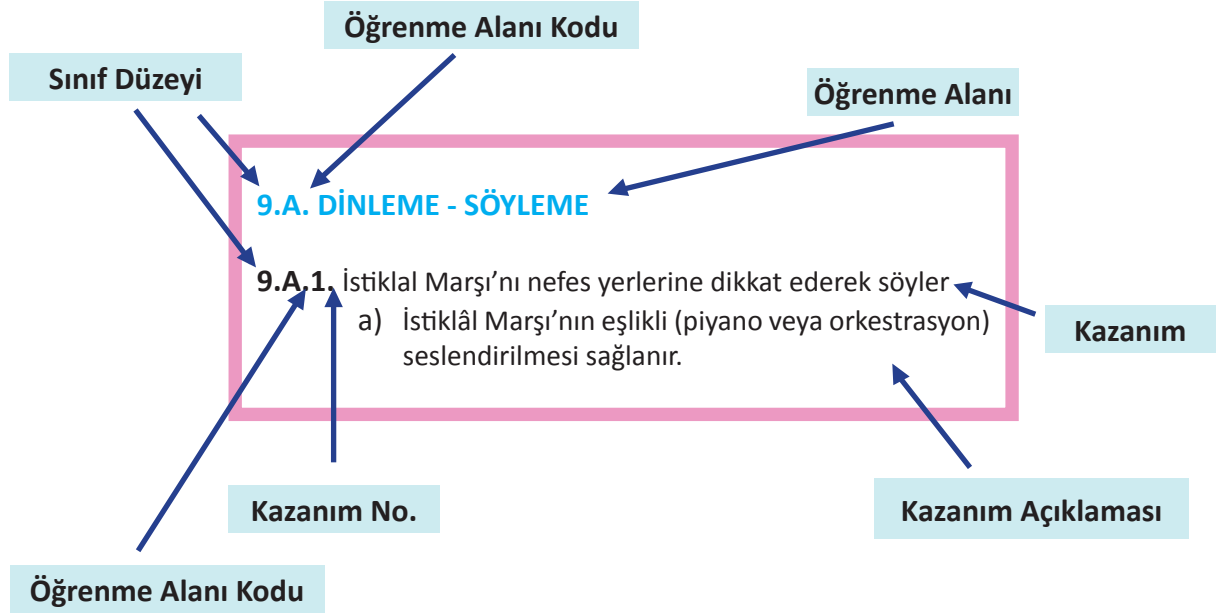 Öğrenme Alanı Kodu
Sınıf Düzeyi
Öğrenme Alanı
9.A. DİNLEME - SÖYLEME
9.A.1. İstiklal Marşı’nı nefes yerlerine dikkat ederek söyler
a) İstiklâl Marşı’nın eşlikli (piyano veya orkestrasyon)
seslendirilmesi sağlanır.
Kazanım
Kazanım No.
Kazanım Açıklaması
Öğrenme Alanı Kodu